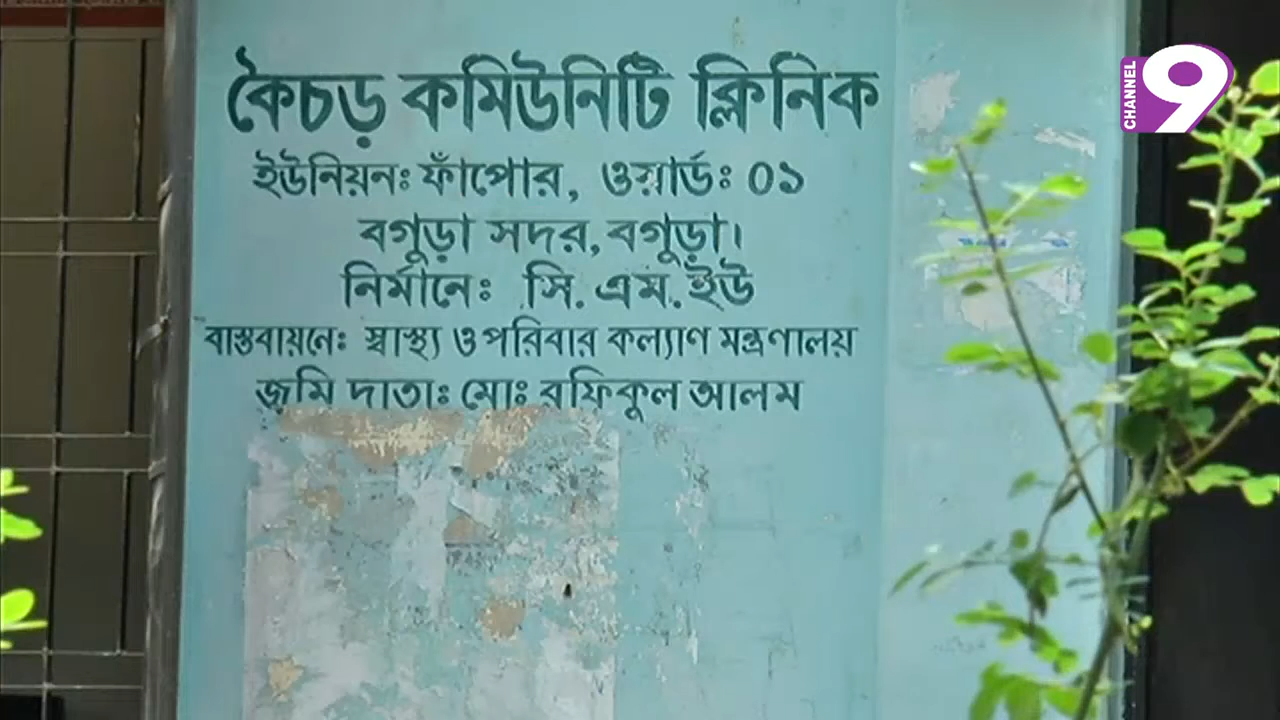 কৈচড় কমিউনিটি ক্লিনিক
ইউনিয়নঃ ফাঁপোর, ওয়ার্ডঃ ০১
বগুড়া সদর, বগুড়া।
নির্মানেঃ সি. এম. ইউ
বাস্তবায়নেঃ স্বাস্থ্য ও পরিবার কল্যাণ মন্ত্রণালয়
জমি দাতাঃ মোঃ রফিকুল আলম
CHANNEL 9